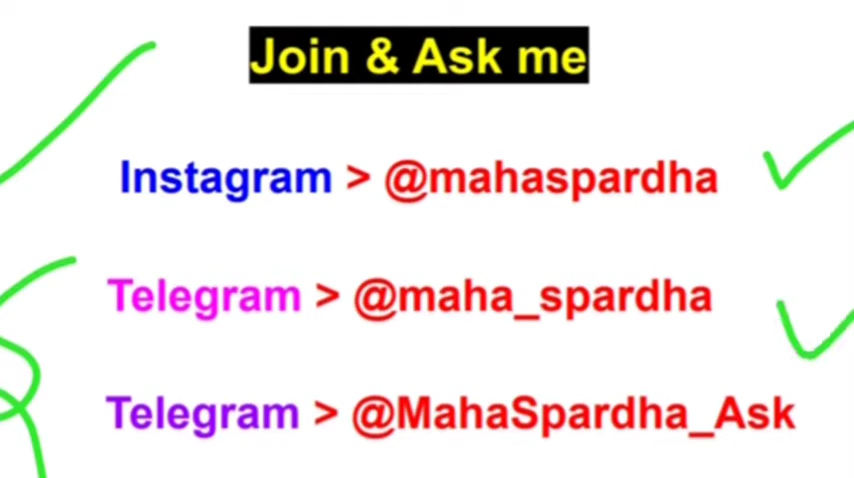 Join & Ask me
Instagram > @mahaspardha
Telegram > @maha_spardha
Telegram > @MahaSpardha_Ask